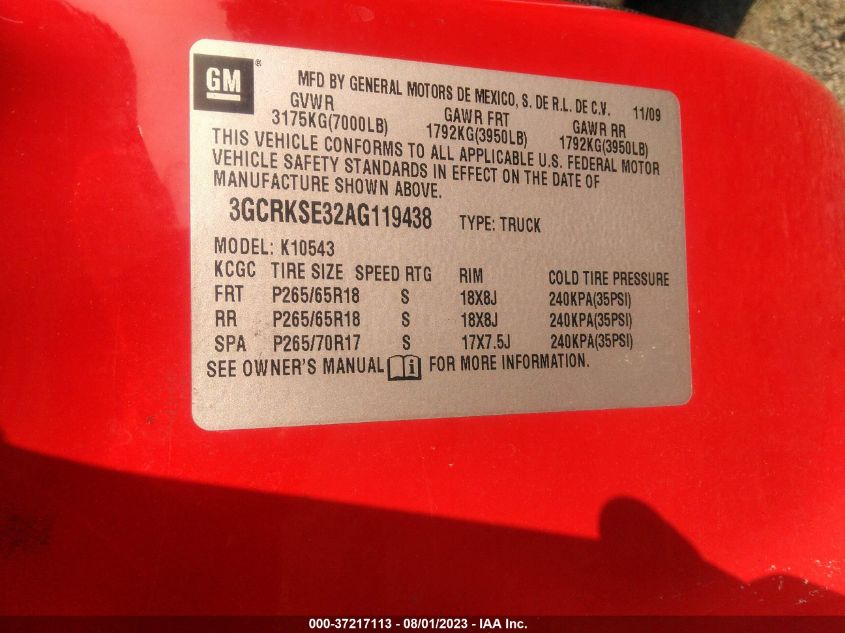 GM ® MFD BY GENERAL MOTORS DE MEXICO, S. DE R.L. DE C.V. 11/09
GVWR GAWR FRT GAWR RR
3175KG(7000LB) 1792KG(3950LB) 1792KG(3950LB)
THIS VEHICLE CONFORMS TO ALL APPLICABLE U.S. FEDERAL MOTOR
VEHICLE SAFETY STANDARDS IN EFFECT ON THE DATE OF
MANUFACTURE SHOWN ABOVE.
3GCRKSE32AG119438 TYPE: TRUCK
MODEL: K10543
KCGC TIRE SIZE SPEED RTG RIM COLD TIRE PRESSURE
FRT P265/65R18 S 18X8J 240KPA(35PSI)
RR P265/65R18 S 18X8J 240KPA(35PSI)
SPA P265/70R17 S 17X7.5J 240KPA(35PSI)
SEE OWNER'S MANUAL i FOR MORE INFORMATION.
000-37217113 - 08/01/2023 - IAA Inc.